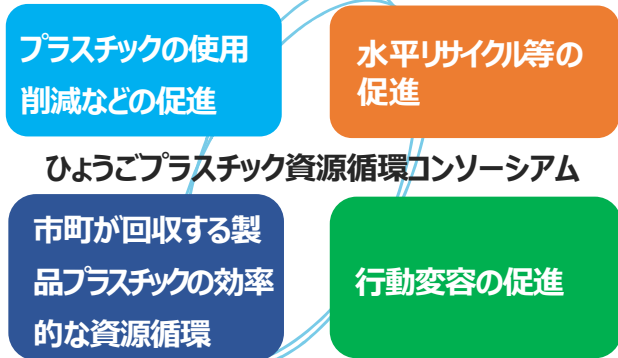 プラスチックの使用
削減などの促進
水平リサイクル等の
促進
ひょうごプラスチック資源循環コンソーシアム
市町が回収する製
品プラスチックの効率
的な資源循環
行動変容の促進